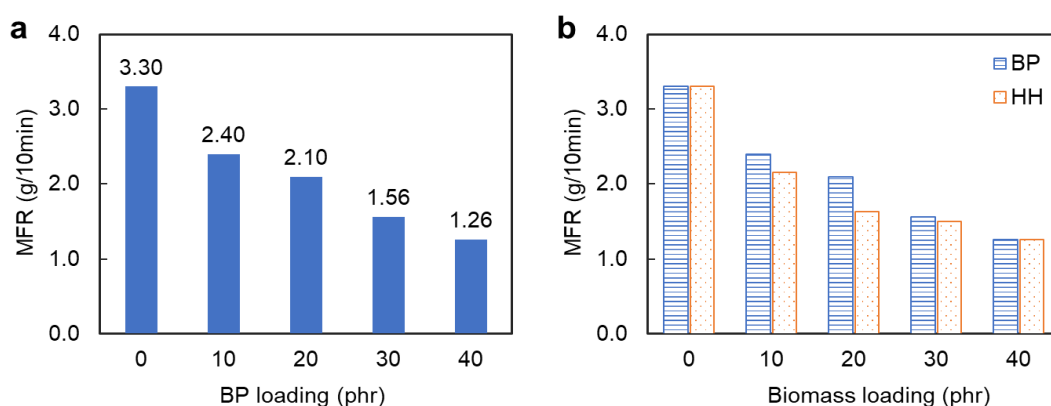 a
4.0
3.0
2.0
1.0
0.0
MFR (g/10min)
3.30
2.40
2.10
1.56
1.26
0 10 20 30 40
BP loading (phr)
b
4.0
3.0
2.0
1.0
0.0
MFR (g/10min)
BP
HH
0 10 20 30 40
Biomass loading (phr)